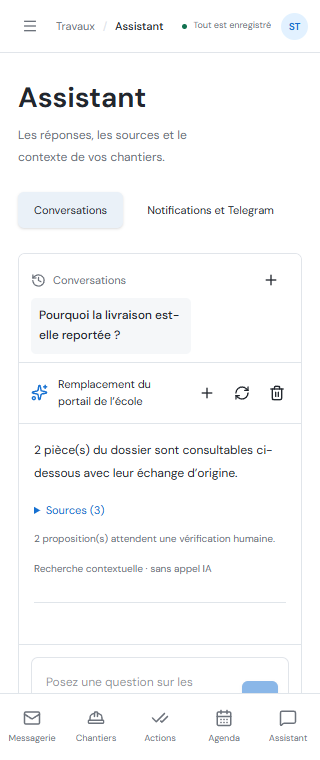 Travaux / Assistant
Tout est enregistré
ST
Assistant
Les réponses, les sources et le
contexte de vos chantiers.
Conversations
Notifications et Telegram
Conversations
Pourquoi la livraison est-
elle reportée ?
Remplacement du
portail de l'école
2 pièce(s) du dossier sont consultables ci-
dessous avec leur échange d'origine.
Sources (3)
2 proposition(s) attendent une vérification humaine.
Recherche contextuelle · sans appel IA
Posez une question sur les
Messagerie
Chantiers
Actions
Agenda
Assistant